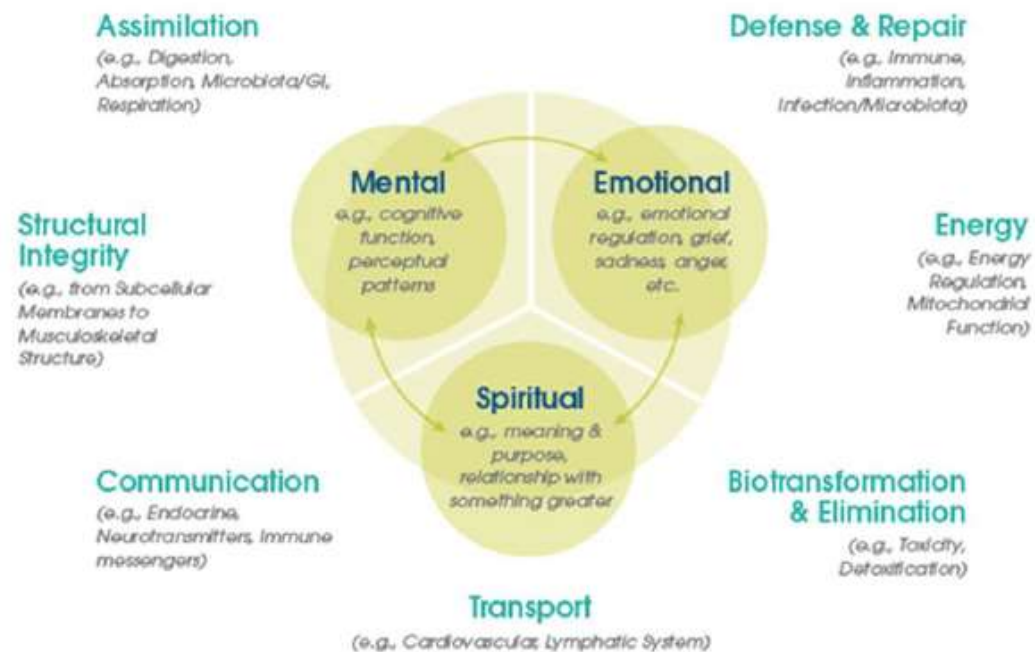 Assimilation
(e.g., Digestion,
Absorption, Microbiota/GI,
Respiration)
Defense & Repair
(e.g., Immune,
Inflammation,
Infection/Microbiota)
Mental
e.g., cognitive
function,
perceptual
patterns
Emotional
e.g., emotional
regulation, grief,
sadness, anger,
etc.
Structural
Integrity
(e.g., from Subcellular
Membranes to
Musculoskeletal
Structure)
Energy
(e.g., Energy
Regulation,
Mitochondrial
Function)
Spiritual
e.g., meaning &
purpose,
relationship with
something greater
Communication
(e.g., Endocrine,
Neurotransmitters, Immune
messengers)
Biotransformation
& Elimination
(e.g., Toxicity,
Detoxification)
Transport
(e.g., Cardiovascular, Lymphatic System)